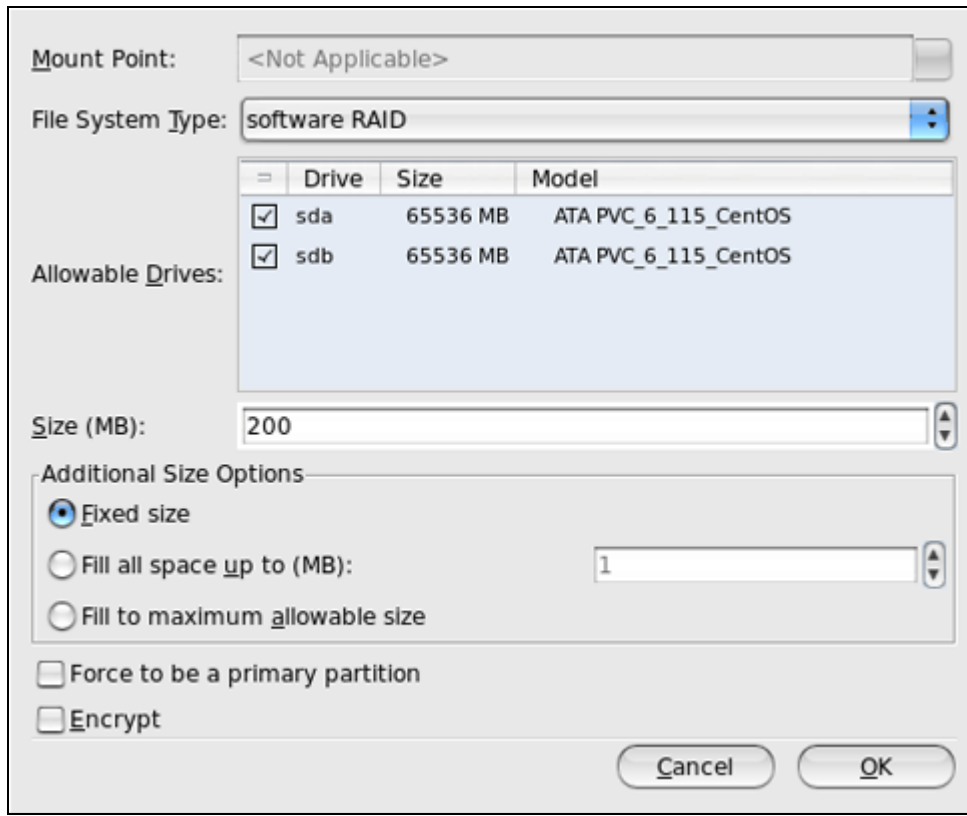 Mount Point: <Not Applicable>
File System Type: software RAID
Drive Size Model
sda 65536 MB ATA PVC_6_115_CentOS
sdb 65536 MB ATA PVC_6_115_CentOS
Allowable Drives:
Size (MB): 200
Additional Size Options
Fixed size
Fill all space up to (MB): 1
Fill to maximum allowable size
Force to be a primary partition
Encrypt
Cancel OK